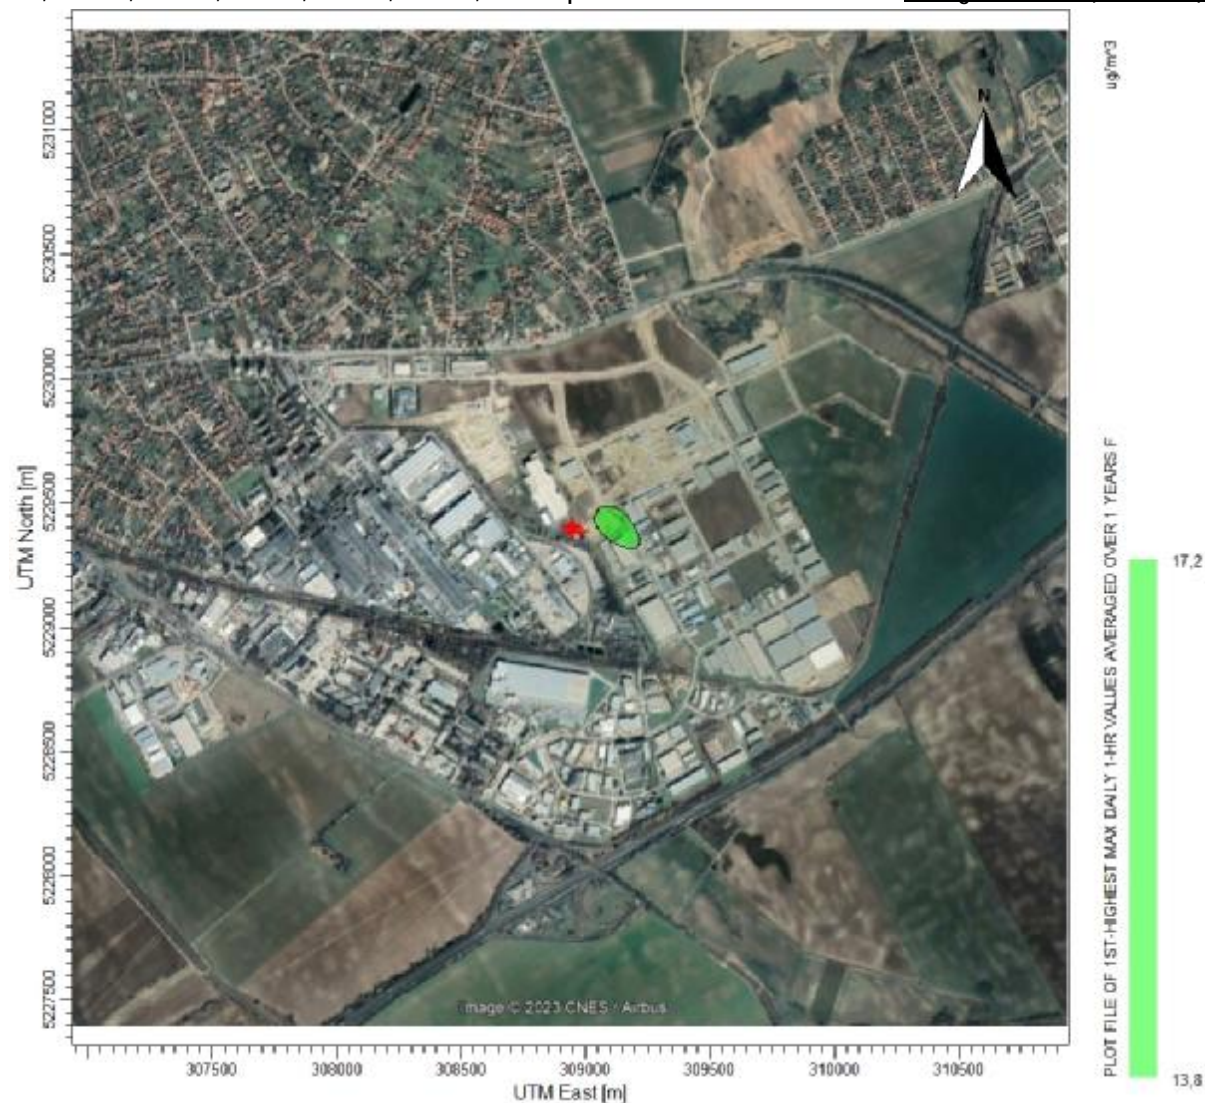 ug/m^3
N
UTM North [m]
5231000
5230500
5230000
5229500
5229000
5228500
5228000
5227500
PLOT FILE OF 1ST-HIGHEST MAX DAILY 1-HR VALUES AVERAGED OVER 1 YEARS F
17,2
13,8
Image © 2023 CNES / Airbus
307500 308000 308500 309000 309500 310000 310500
UTM East [m]